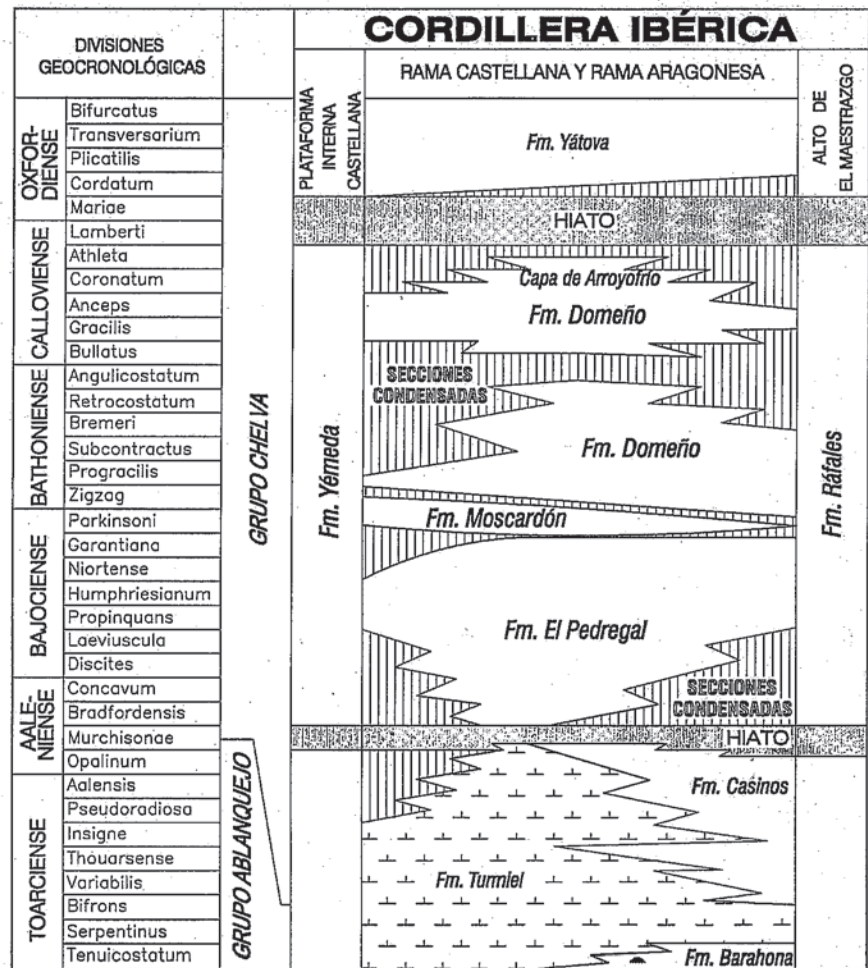 CORDILLERA IBÉRICA
DIVISIONES
GEOCRONOLÓGICAS
PLATAFORMA
INTERNA
CASTELLANA
RAMA CASTELLANA Y RAMA ARAGONESA
ALTO DE
EL MAESTRAZGO
OXFOR-
DIENSE
Bifurcatus
Transversarium
Plicatilis
Cordatum
Mariae
CALLOVIENSE
Lamberti
Athleta
Coronatum
Anceps
Gracilis
Bullatus
BATHONIENSE
Angulicostatum
Retrocostatum
Bremeri
Subcontractus
Progracilis
Zigzag
BAJOCIENSE
Parkinsoni
Garantiana
Niortense
Humphriesianum
Propinquans
Laeviuscula
Discites
AALE-
NIENSE
Concavum
Bradfordensis
Murchisonae
Opalinum
TOARCIENSE
Aalensis
Pseudoradiosa
Insigne
Thouarsense
Variabilis
Bifrons
Serpentinus
Tenuicostatum
GRUPO CHELVA
GRUPO ABLANQUEJO
Fm. Yémeda
Fm. Yátova
HIATO
Capa de Arroyofrío
Fm. Domeño
SECCIONES
CONDENSADAS
Fm. Domeño
Fm. Moscardón
Fm. El Pedregal
SECCIONES
CONDENSADAS
HIATO
Fm. Casinos
Fm. Turmiel
Fm. Barahona
Fm. Ráfales